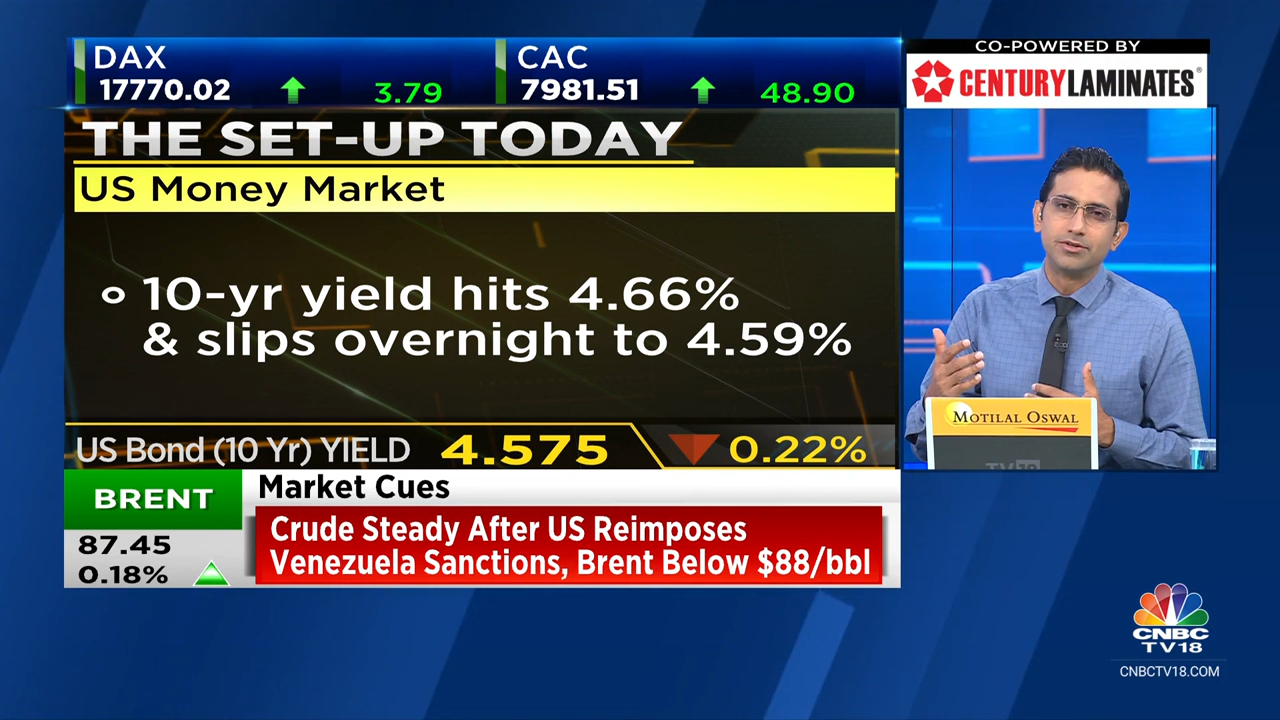 DAX
17770.02 3.79
CAC
7981.51 48.90
CO-POWERED BY
CENTURYLAMINATES®
THE SET-UP TODAY
US Money Market
10-yr yield hits 4.66%
& slips overnight to 4.59%
US Bond (10 Yr) YIELD 4.575 0.22%
BRENT
87.45
0.18%
Market Cues
Crude Steady After US Reimposes
Venezuela Sanctions, Brent Below $88/bbl
MOTILAL OSWAL
TV18
CNBC
TV18
CNBCTV18.COM